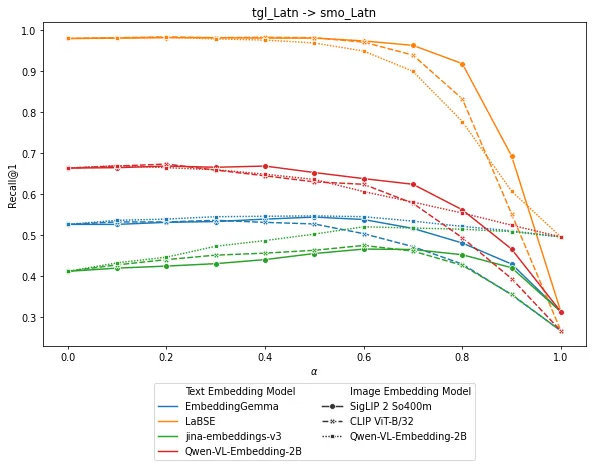 tgl_Latn -> smo_Latn
1.0
0.9
0.8
0.7
0.6
0.5
0.4
0.3
Recall@1
0.0 0.2 0.4 0.6 0.8 1.0
α
Text Embedding Model
EmbeddingGemma
LaBSE
jina-embeddings-v3
Qwen-VL-Embedding-2B
Image Embedding Model
SigLIP 2 So400m
CLIP ViT-B/32
Qwen-VL-Embedding-2B